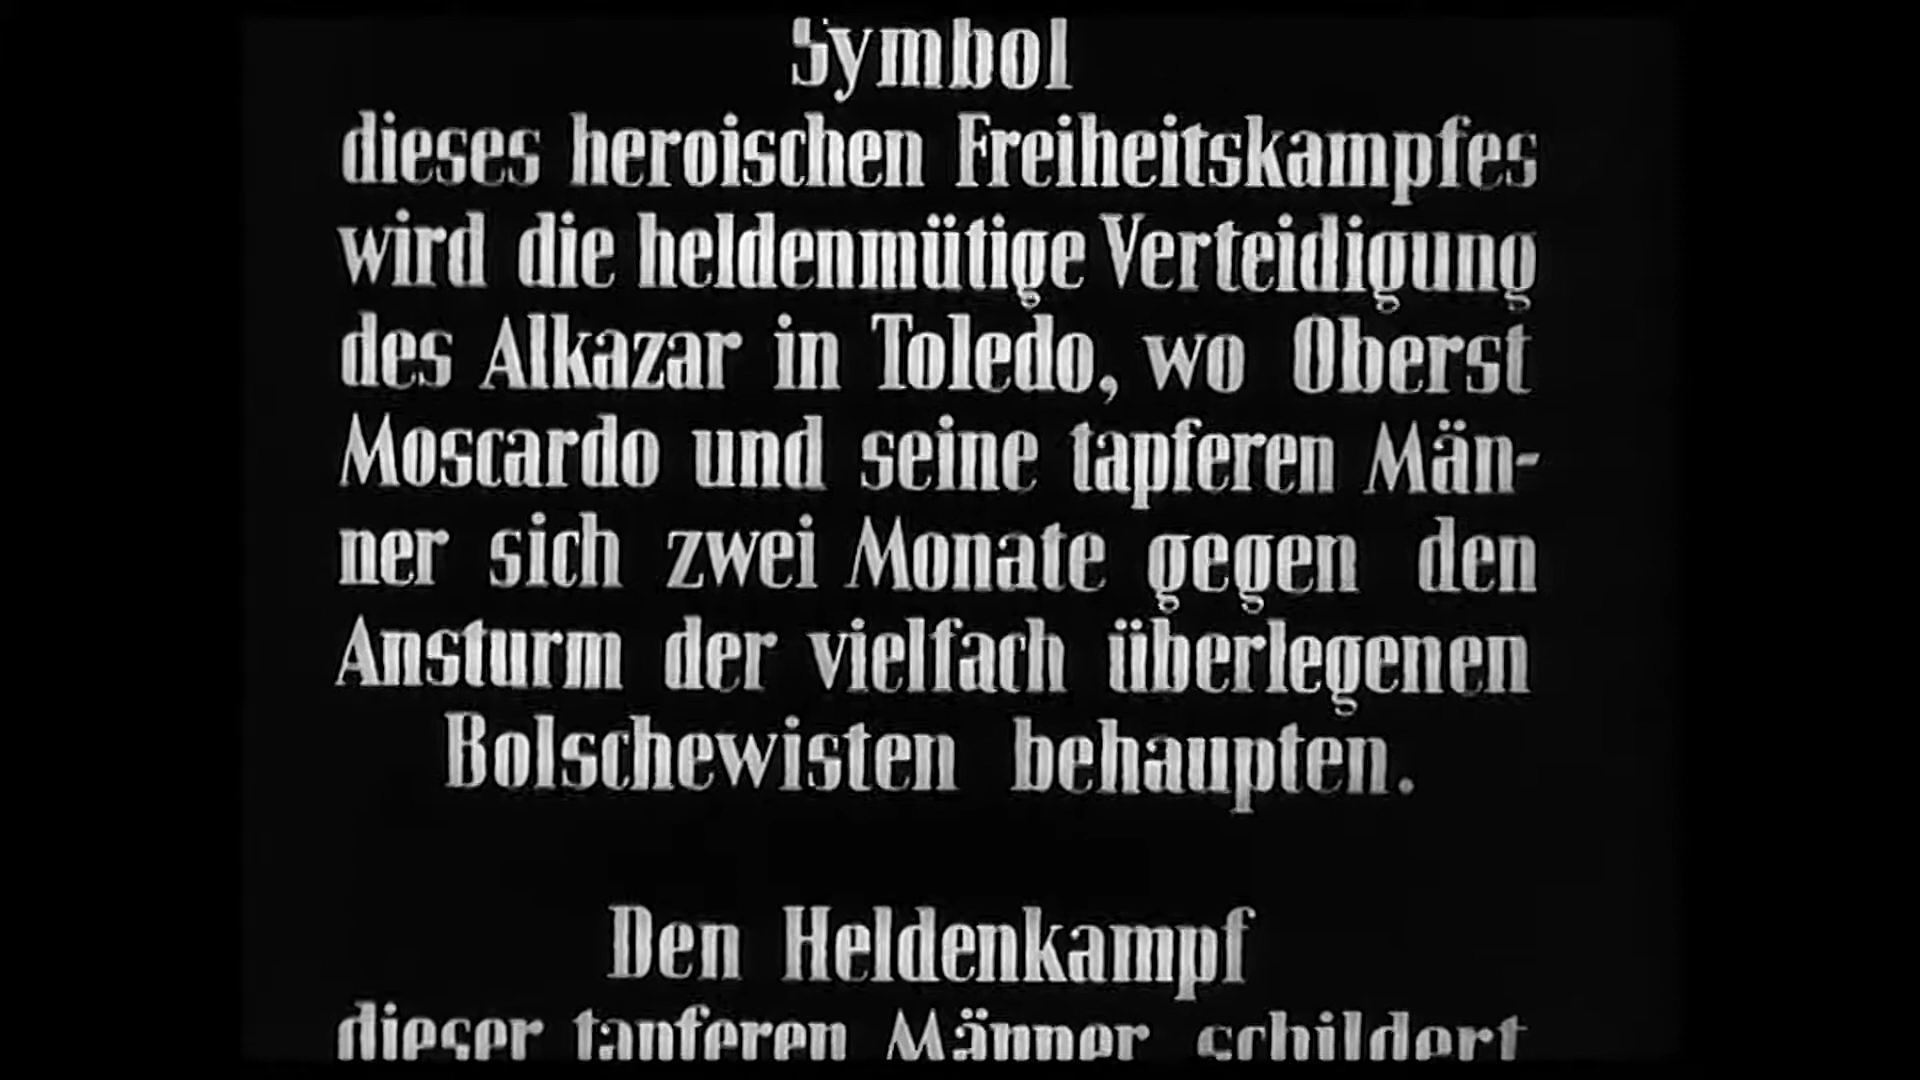 Symbol
dieses heroischen Freiheitskampfes
wird die heldenmütige Verteidigung
des Alkazar in Toledo, wo Oberst
Moscardo und seine tapferen Män-
ner sich zwei Monate gegen den
Ansturm der vielfach überlegenen
Bolschewisten behaupten.
Den Heldenkampf
dieser tapferen Männer schildert